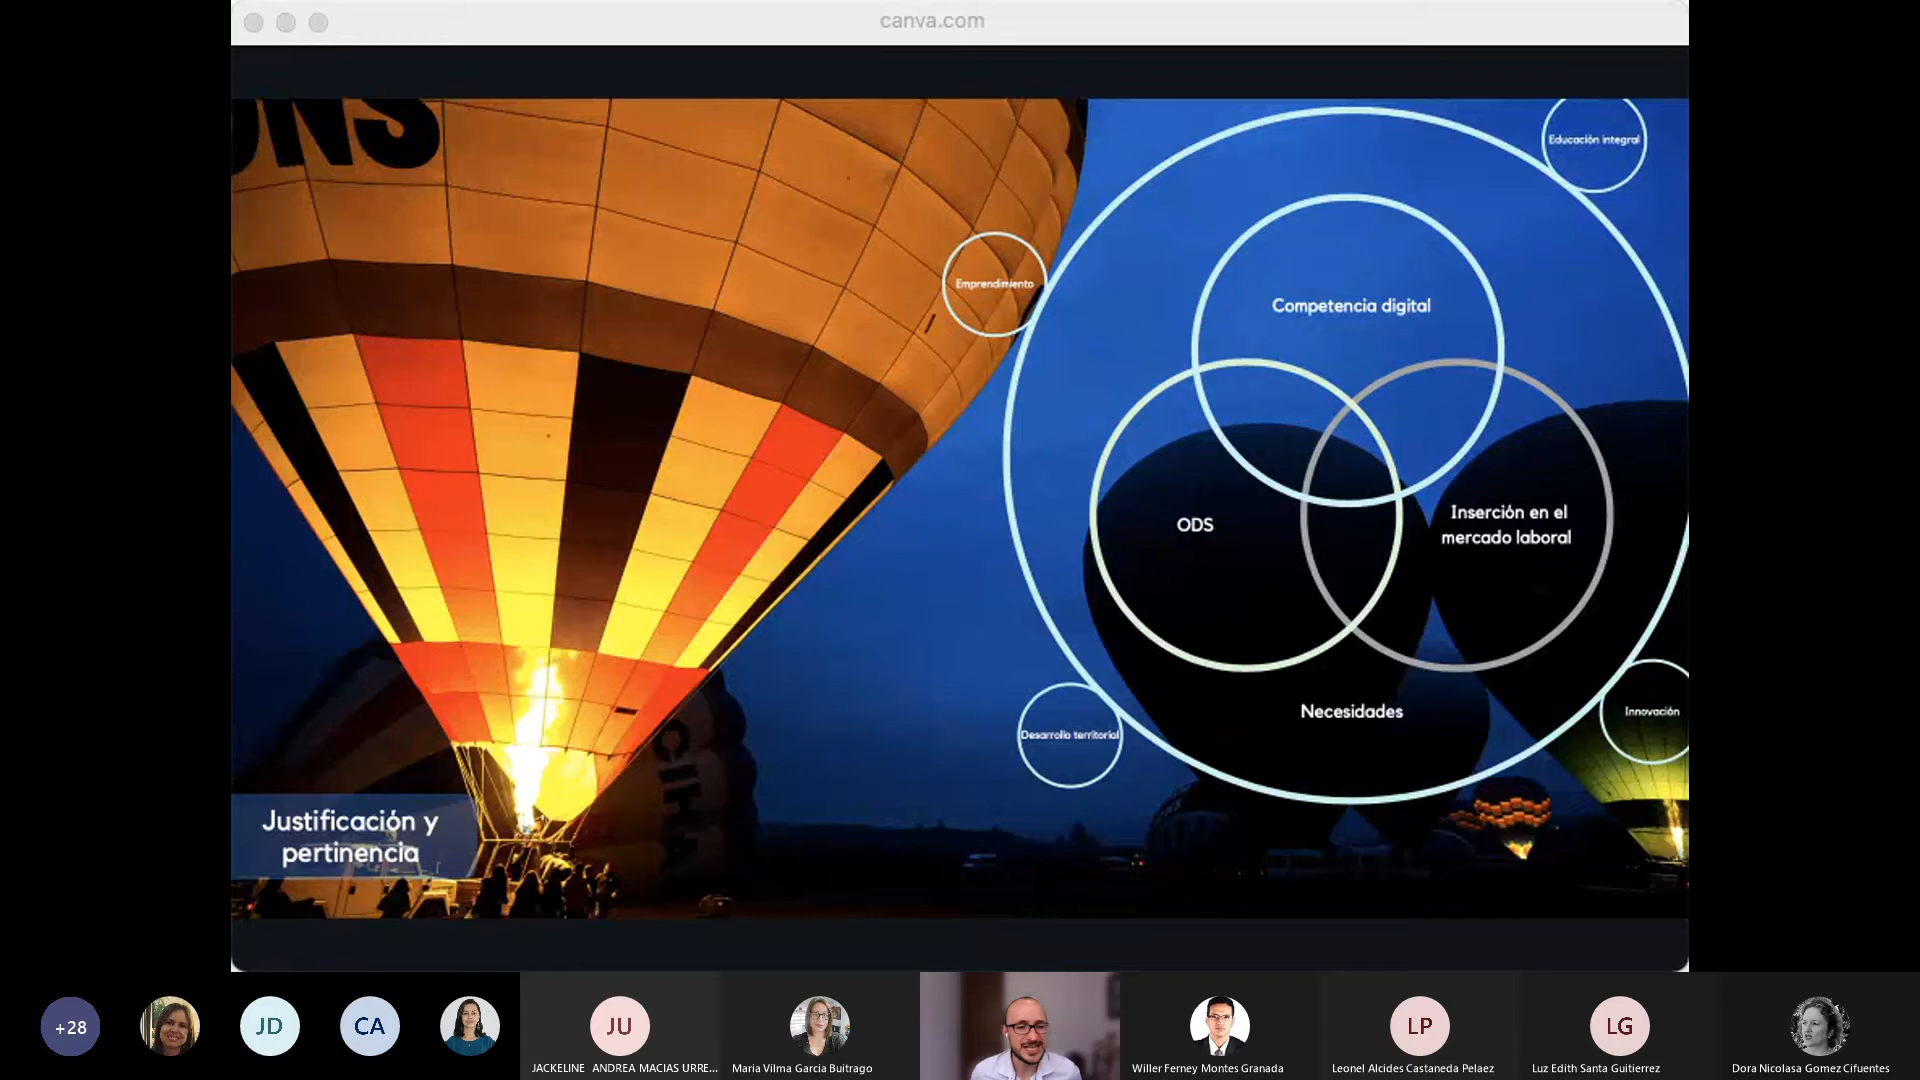 canva.com
ONS
Educación integral
Emprendimiento
Competencia digital
ODS
Inserción en el
mercado laboral
Necesidades
Desarrollo territorial
Innovación
Justificación y
pertinencia
+28
JD
CA
JU
LP
LG
JACKELINE ANDREA MACIAS URRE...
Maria Vilma Garcia Buitrago
Willer Ferney Montes Granada
Leonel Alcides Castaneda Pelaez
Luz Edith Santa Guitierrez
Dora Nicolasa Gomez Cifuentes